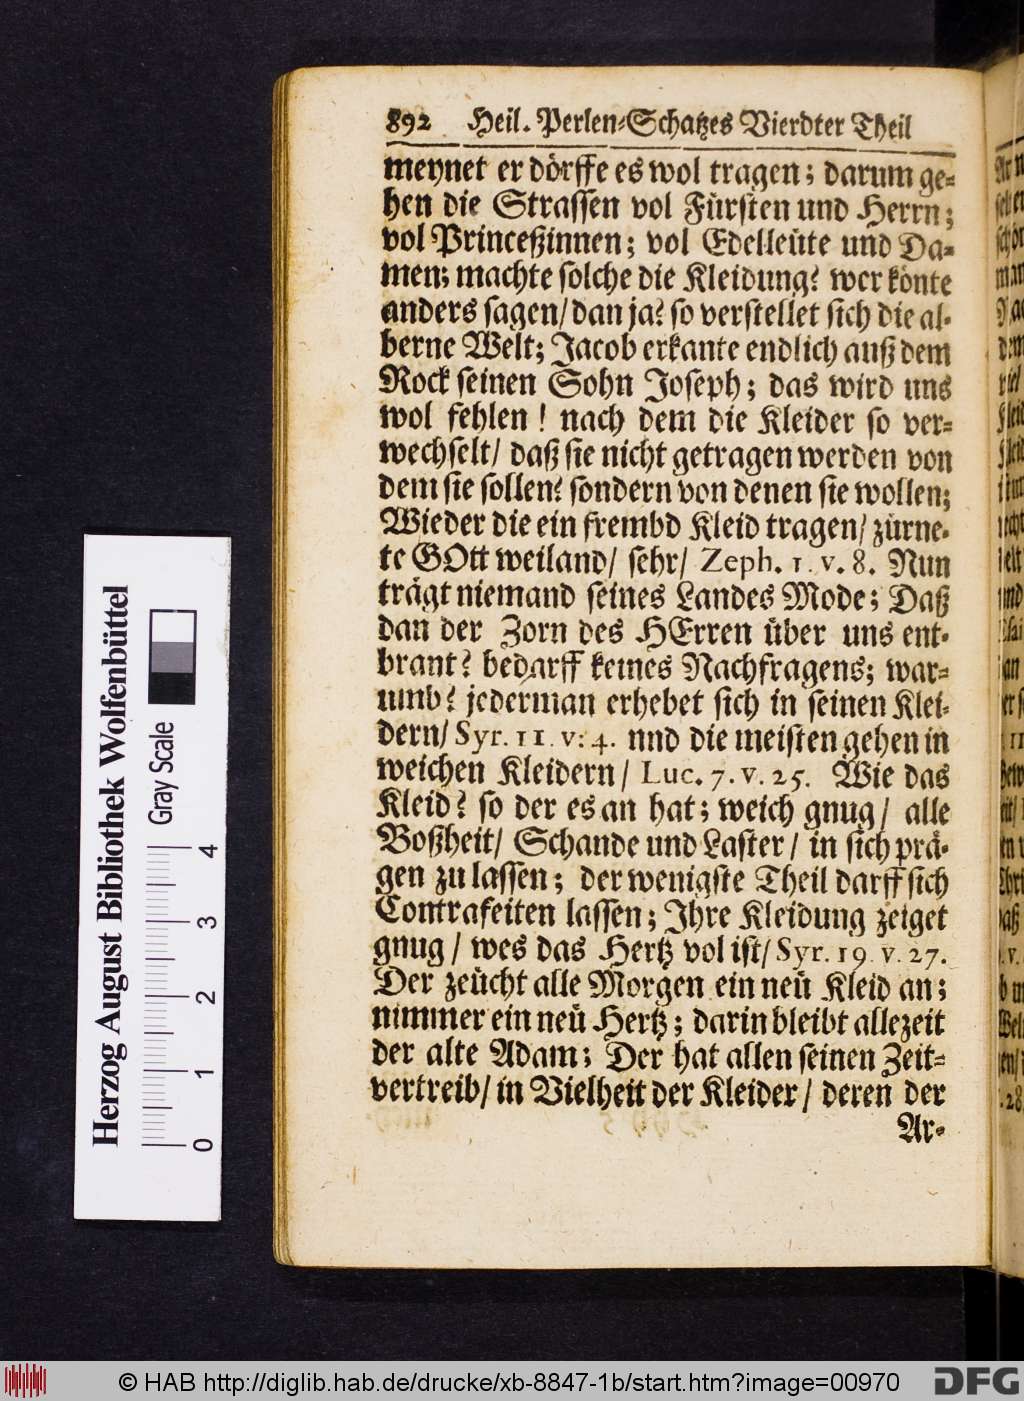 892 Heil. Perlen-Schatzes Vierdter Theil
meynet er dörffe es wol tragen; darum ge-
hen die Strassen vol Fürsten und Herrn;
vol Princeßinnen; vol Edelleüte und Da-
men; machte solche die Kleidung? wer könte
anders sagen/ dan ja? so verstellet sich die al-
berne Welt; Jacob erkante endlich auß dem
Rock seinen Sohn Joseph; das wird uns
wol fehlen! nach dem die Kleider so ver-
wechselt/ daß sie nicht getragen werden von
dem sie sollen? sondern von denen sie wollen;
Wieder die ein frembd Kleid tragen/ zürne-
te GOtt weiland/ sehr/ Zeph. 1. v. 8. Nun
trägt niemand seines Landes Mode; Daß
dan der Zorn des HErren über uns ent-
brant? bedarff keines Nachfragens; war-
umb? jederman erhebet sich in seinen Klei-
dern/ Syr. 11. v: 4. nnd die meisten gehen in
weichen Kleidern/ Luc. 7. v. 25. Wie das
Kleid? so der es an hat; weich gnug/ alle
Boßheit/ Schande und Laster/ in sich prä-
gen zu lassen; der wenigste Theil darff sich
Contrafeiten lassen; Ihre Kleidung zeiget
gnug/ wes das Hertz vol ist/ Syr. 19. v. 27.
Der zeücht alle Morgen ein neü Kleid an;
nimmer ein neü Hertz; darin bleibt allezeit
der alte Adam; Der hat allen seinen Zeit-
vertreib/ in Vielheit der Kleider/ deren der
Ar-
Herzog August Bibliothek Wolfenbüttel
Gray Scale
0 1 2 3 4
© HAB http://diglib.hab.de/drucke/xb-8847-1b/start.htm?image=00970
DFG